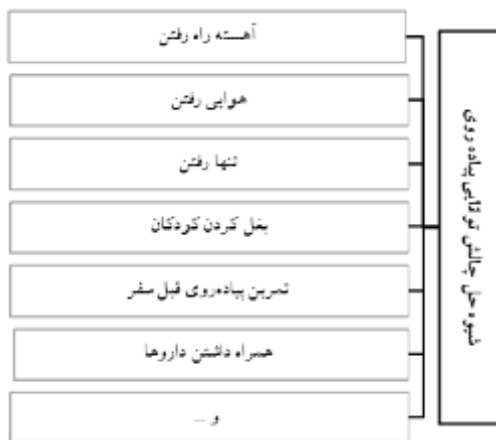 شیوه حل چالش توانایی پیاده روی
آهسته راه رفتن
هوایی رفتن
تنها رفتن
بغل کردن کودکان
تمرین پیاده‌روی قبل سفر
همراه داشتن داروها
و ...